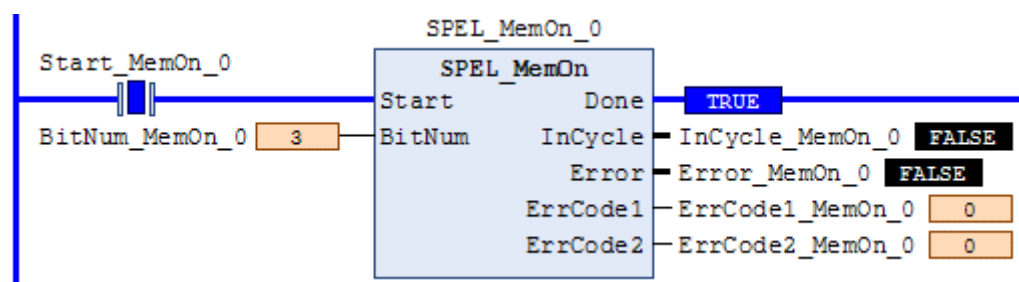 SPEL_MemOn_0
Start_MemOn_0
SPEL_MemOn
Start Done TRUE
BitNum_MemOn_0 3 BitNum InCycle InCycle_MemOn_0 FALSE
Error Error_MemOn_0 FALSE
ErrCode1 ErrCode1_MemOn_0 0
ErrCode2 ErrCode2_MemOn_0 0